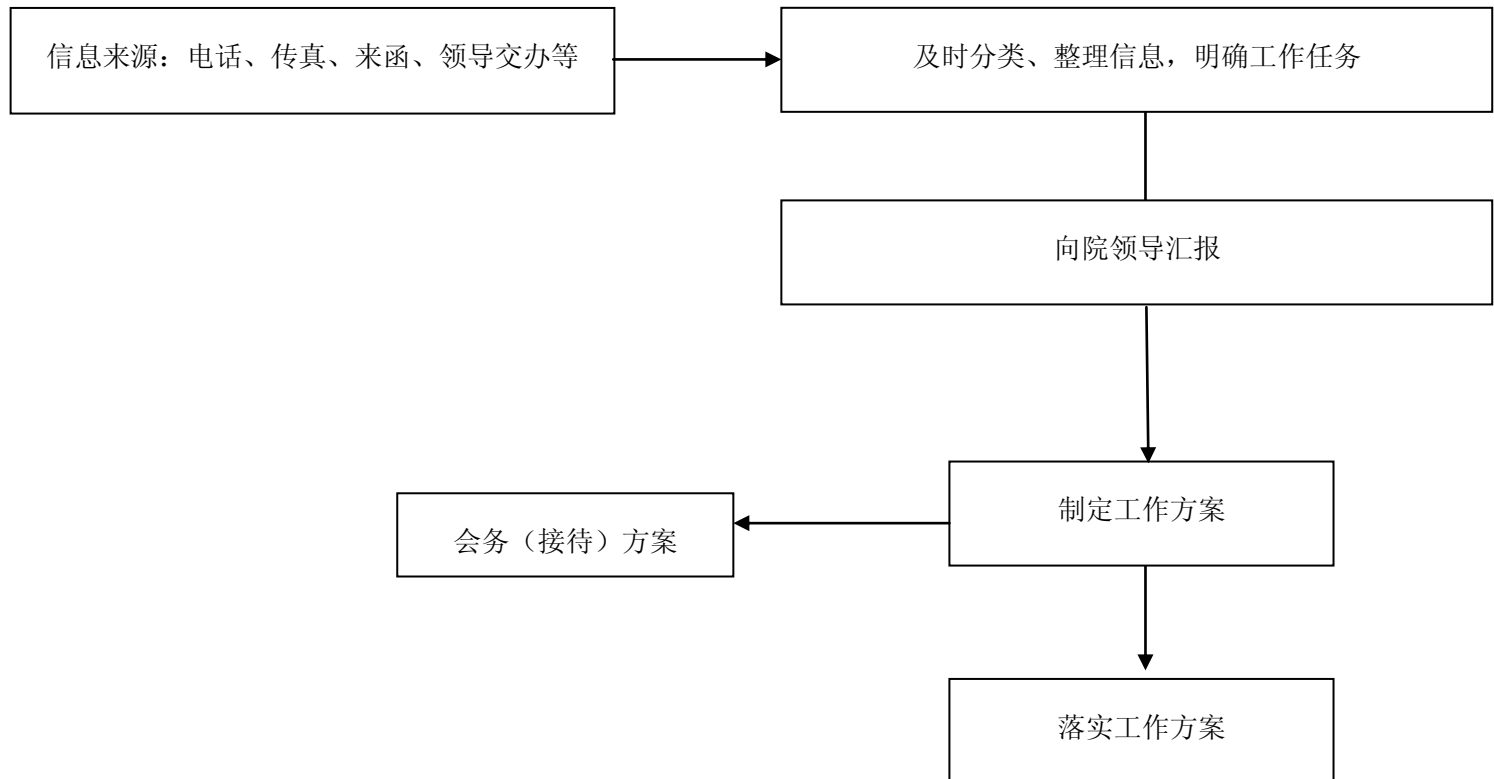 信息来源：电话、传真、来函、领导交办等
及时分类、整理信息，明确工作任务
向院领导汇报
制定工作方案
会务（接待）方案
落实工作方案